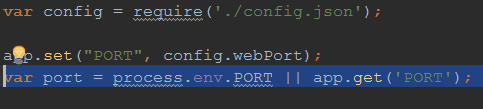 var config = require('./config.json');
app.set("PORT", config.webPort);
var port = process.env.PORT || app.get('PORT');